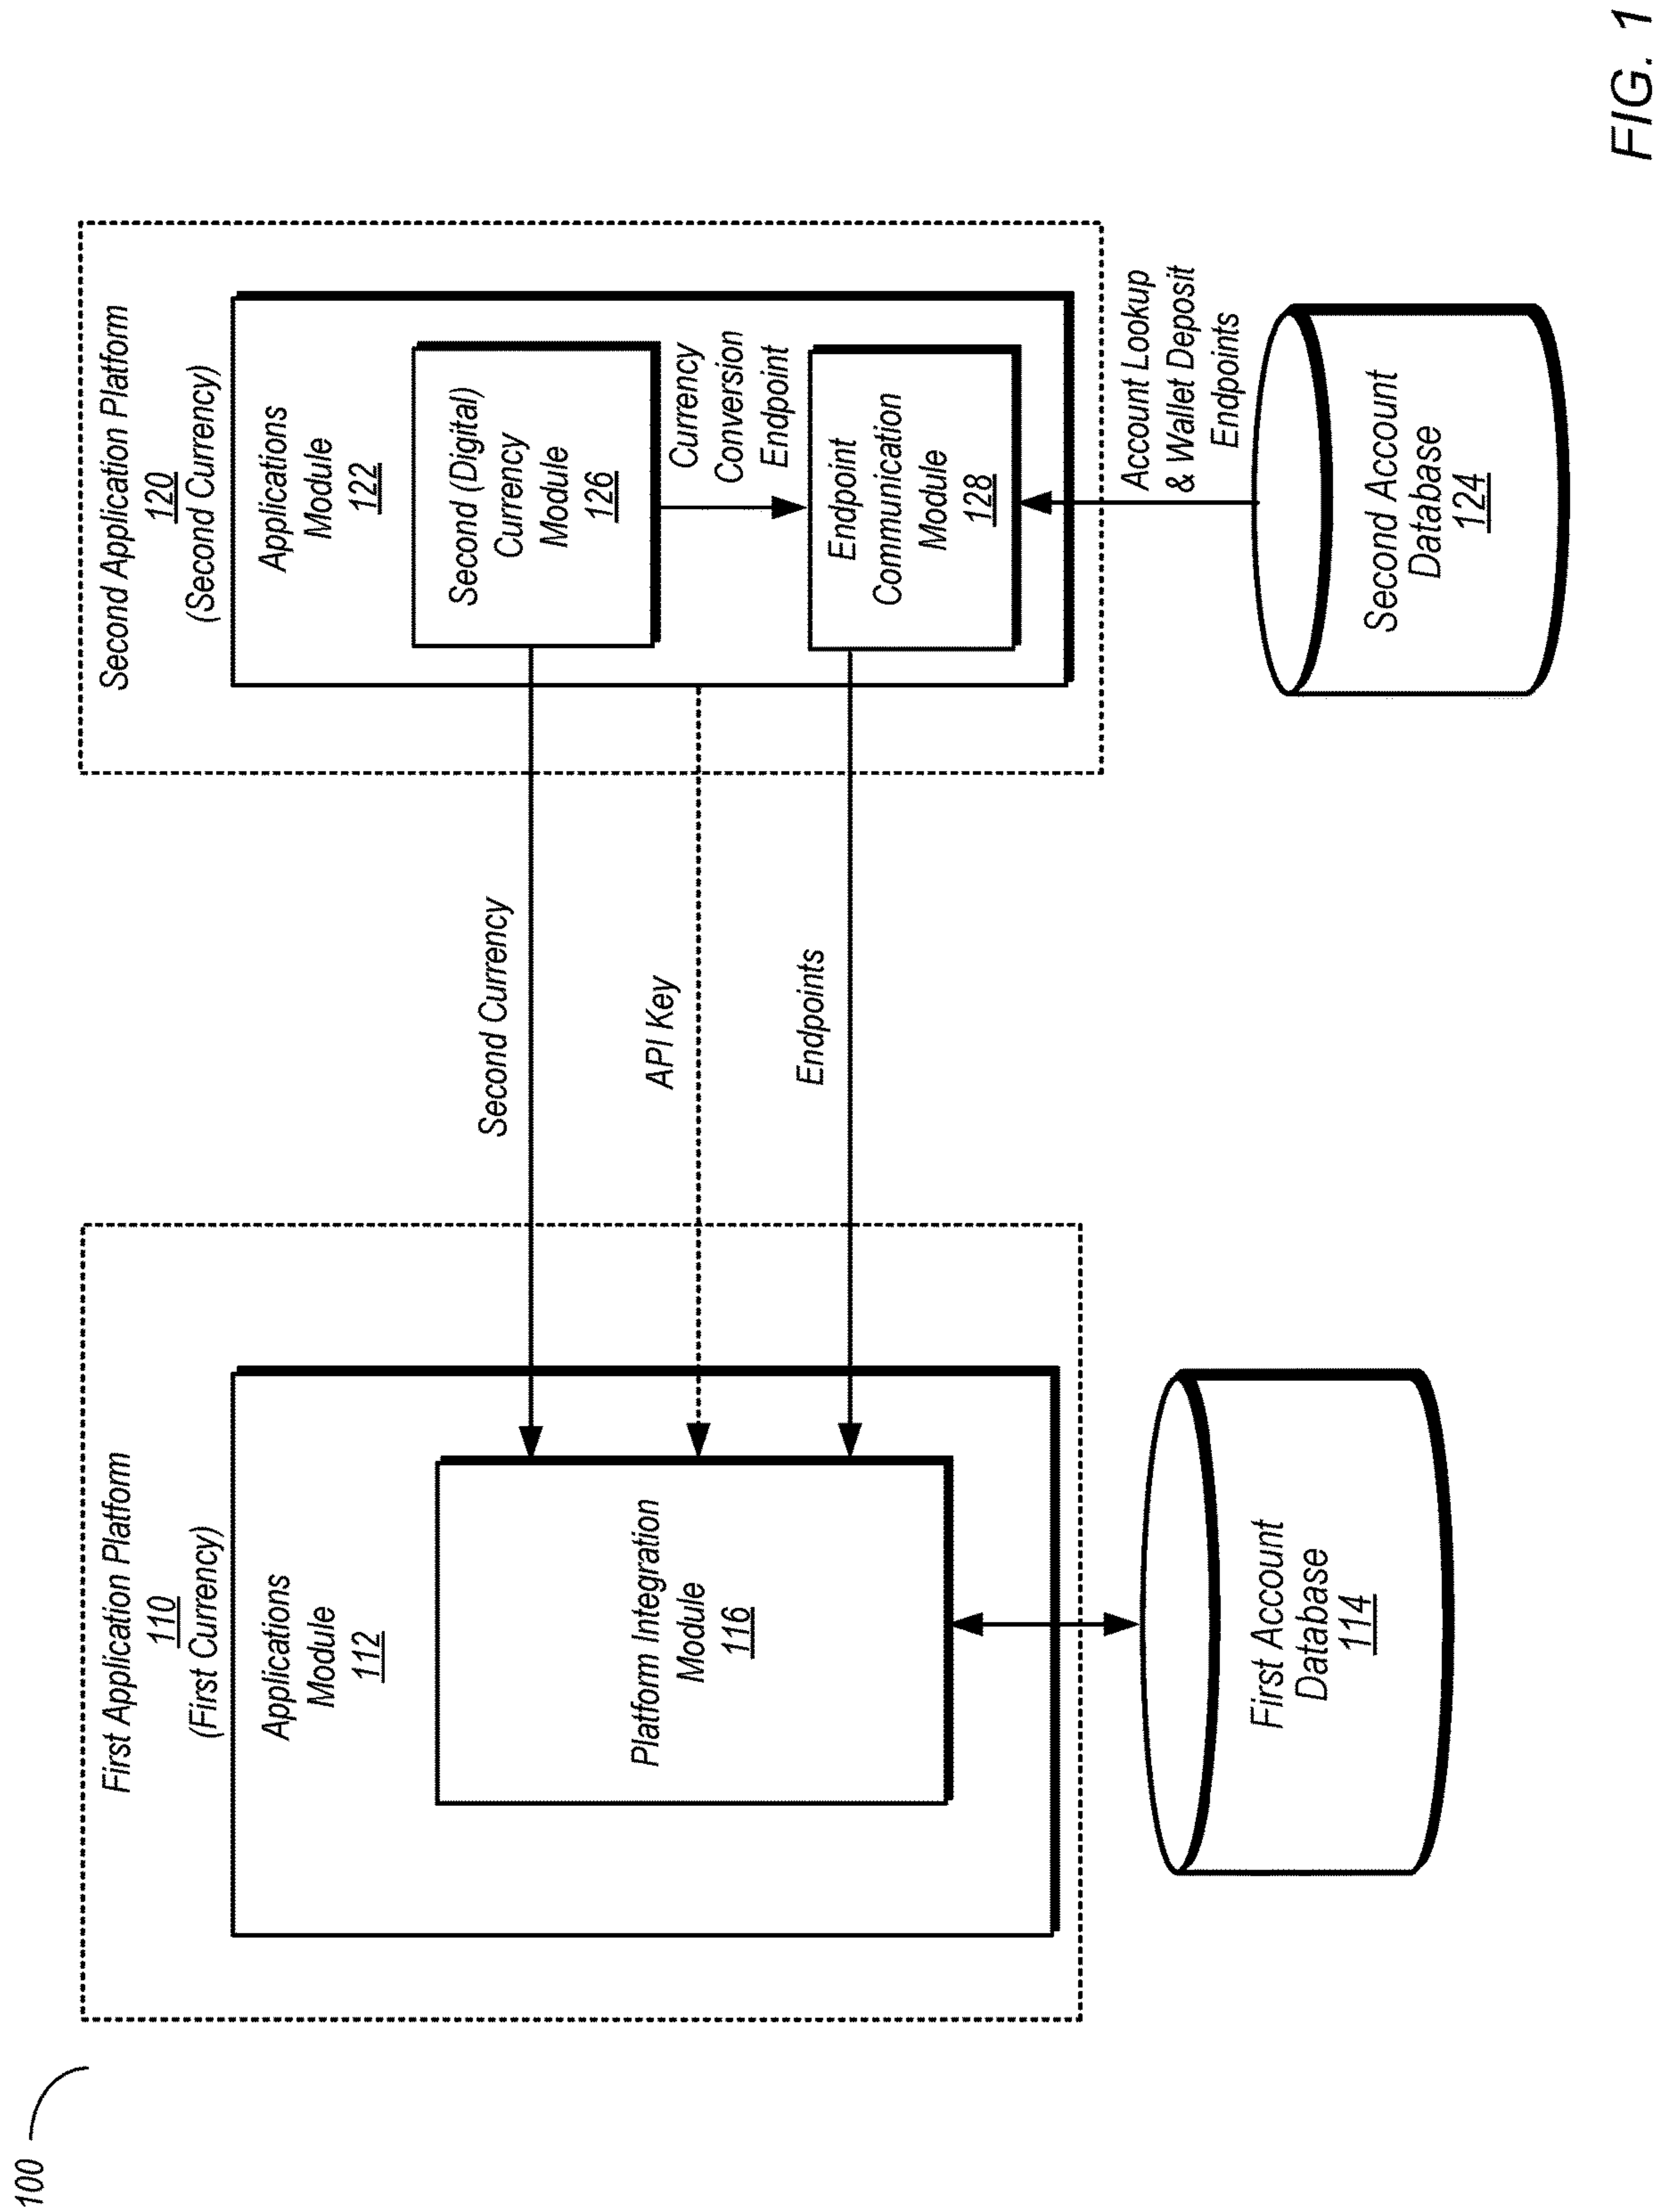 100
First Application Platform
110
(First Currency)
Applications
Module
112
Platform Integration
Module
116
First Account
Database
114
Second Currency
API Key
Endpoints
Second Application Platform
120
(Second Currency)
Applications
Module
122
Second (Digital)
Currency
Module
126
Currency
Conversion
Endpoint
Endpoint
Communication
Module
128
Account Lookup
& Wallet Deposit
Endpoints
Second Account
Database
124
FIG. 1